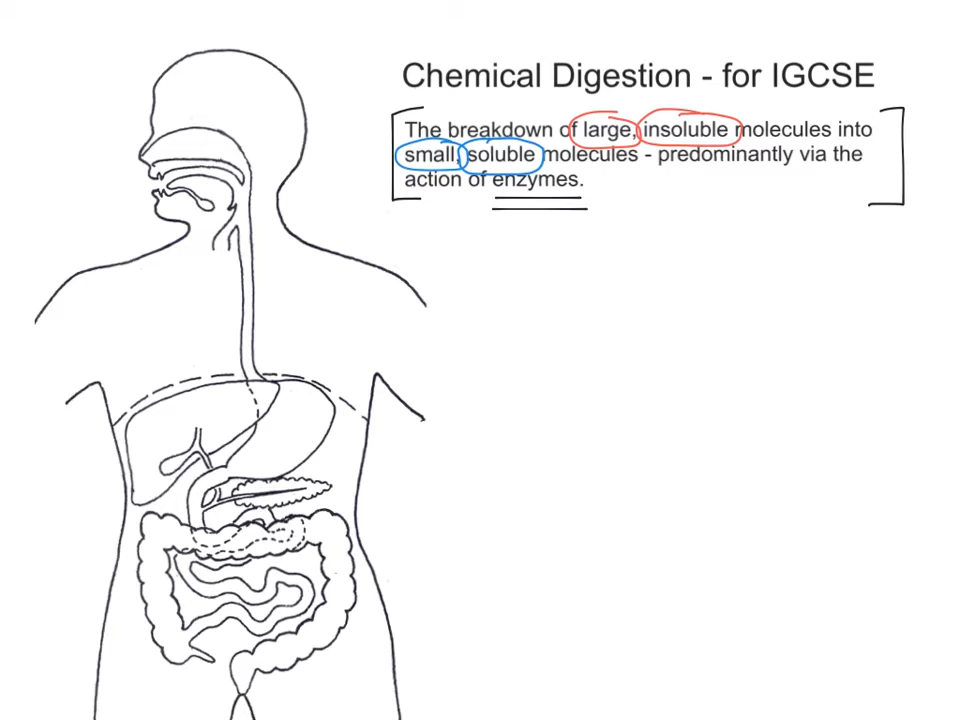 Chemical Digestion - for IGCSE
The breakdown of large, insoluble molecules into
small, soluble molecules - predominantly via the
action of enzymes.